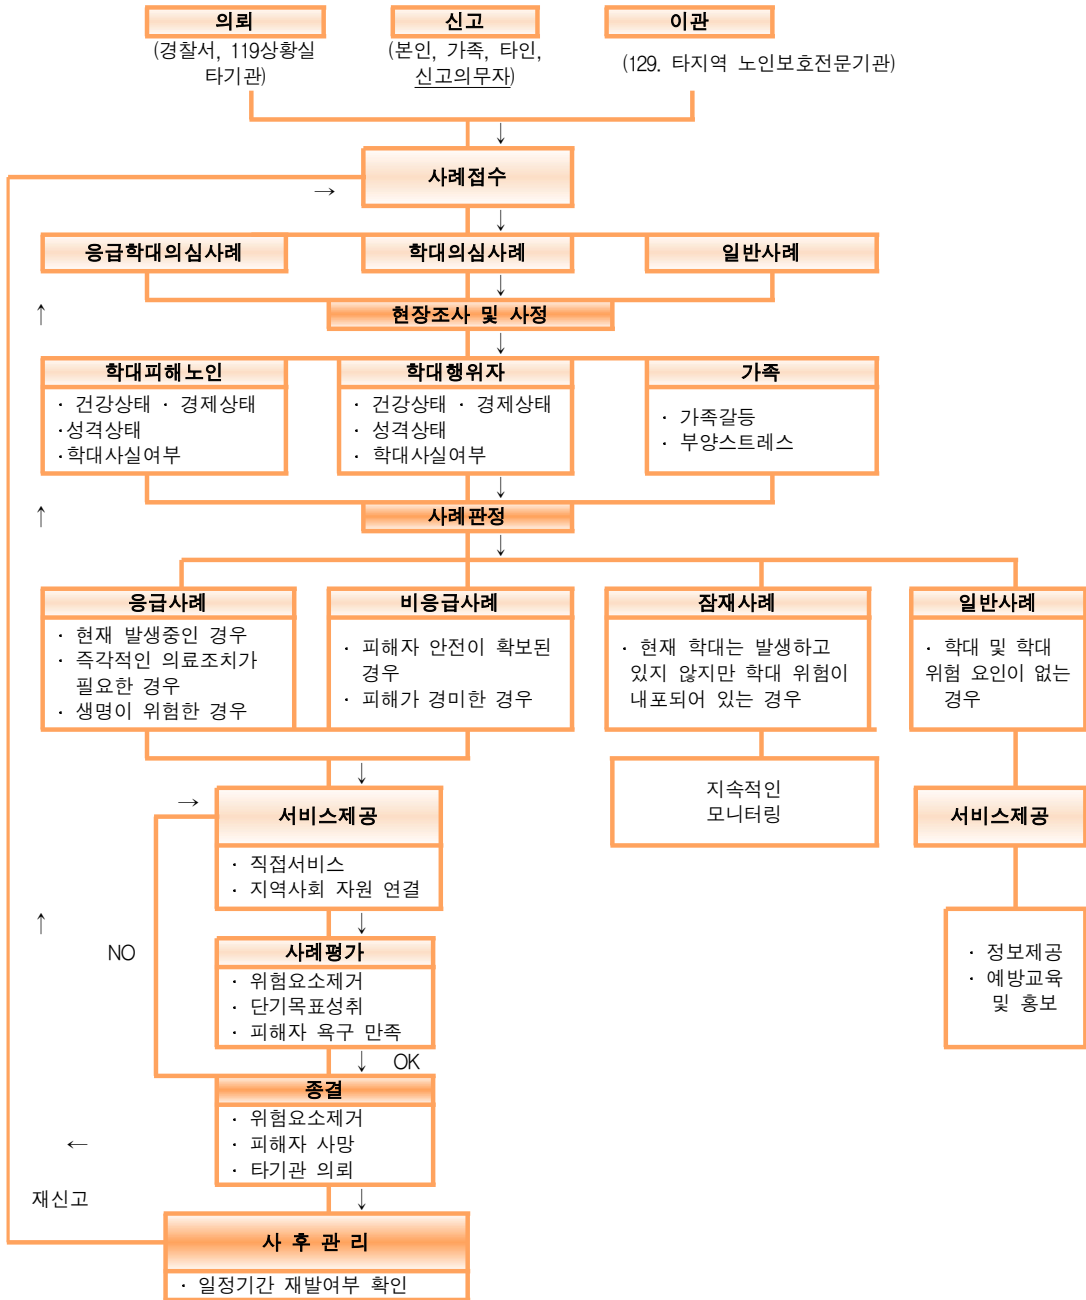 의뢰
신고
이관
(경찰서, 119상황실
타기관)
(본인, 가족, 타인,
신고의무자)
(129. 타지역 노인보호전문기관)
↓
사례접수
→
↓
응급학대의심사례
학대의심사례
일반사례
↓
↑
현장조사 및 사정
↓
학대피해노인
· 건강상태 · 경제상태
·성격상태
·학대사실여부
학대행위자
· 건강상태 · 경제상태
· 성격상태
· 학대사실여부
가족
· 가족갈등
· 부양스트레스
↓
↑
사례판정
↓
응급사례
· 현재 발생중인 경우
· 즉각적인 의료조치가
필요한 경우
· 생명이 위험한 경우
비응급사례
· 피해자 안전이 확보된
경우
· 피해가 경미한 경우
잠재사례
· 현재 학대는 발생하고
있지 않지만 학대 위험이
내포되어 있는 경우
일반사례
· 학대 및 학대
위험 요인이 없는
경우
↓
→
서비스제공
· 직접서비스
· 지역사회 자원 연결
지속적인
모니터링
서비스제공
· 정보제공
· 예방교육
및 홍보
↓
↑
NO
사례평가
· 위험요소제거
· 단기목표성취
· 피해자 욕구 만족
↓ OK
종결
· 위험요소제거
· 피해자 사망
· 타기관 의뢰
←
재신고
↓
사 후 관 리
· 일정기간 재발여부 확인